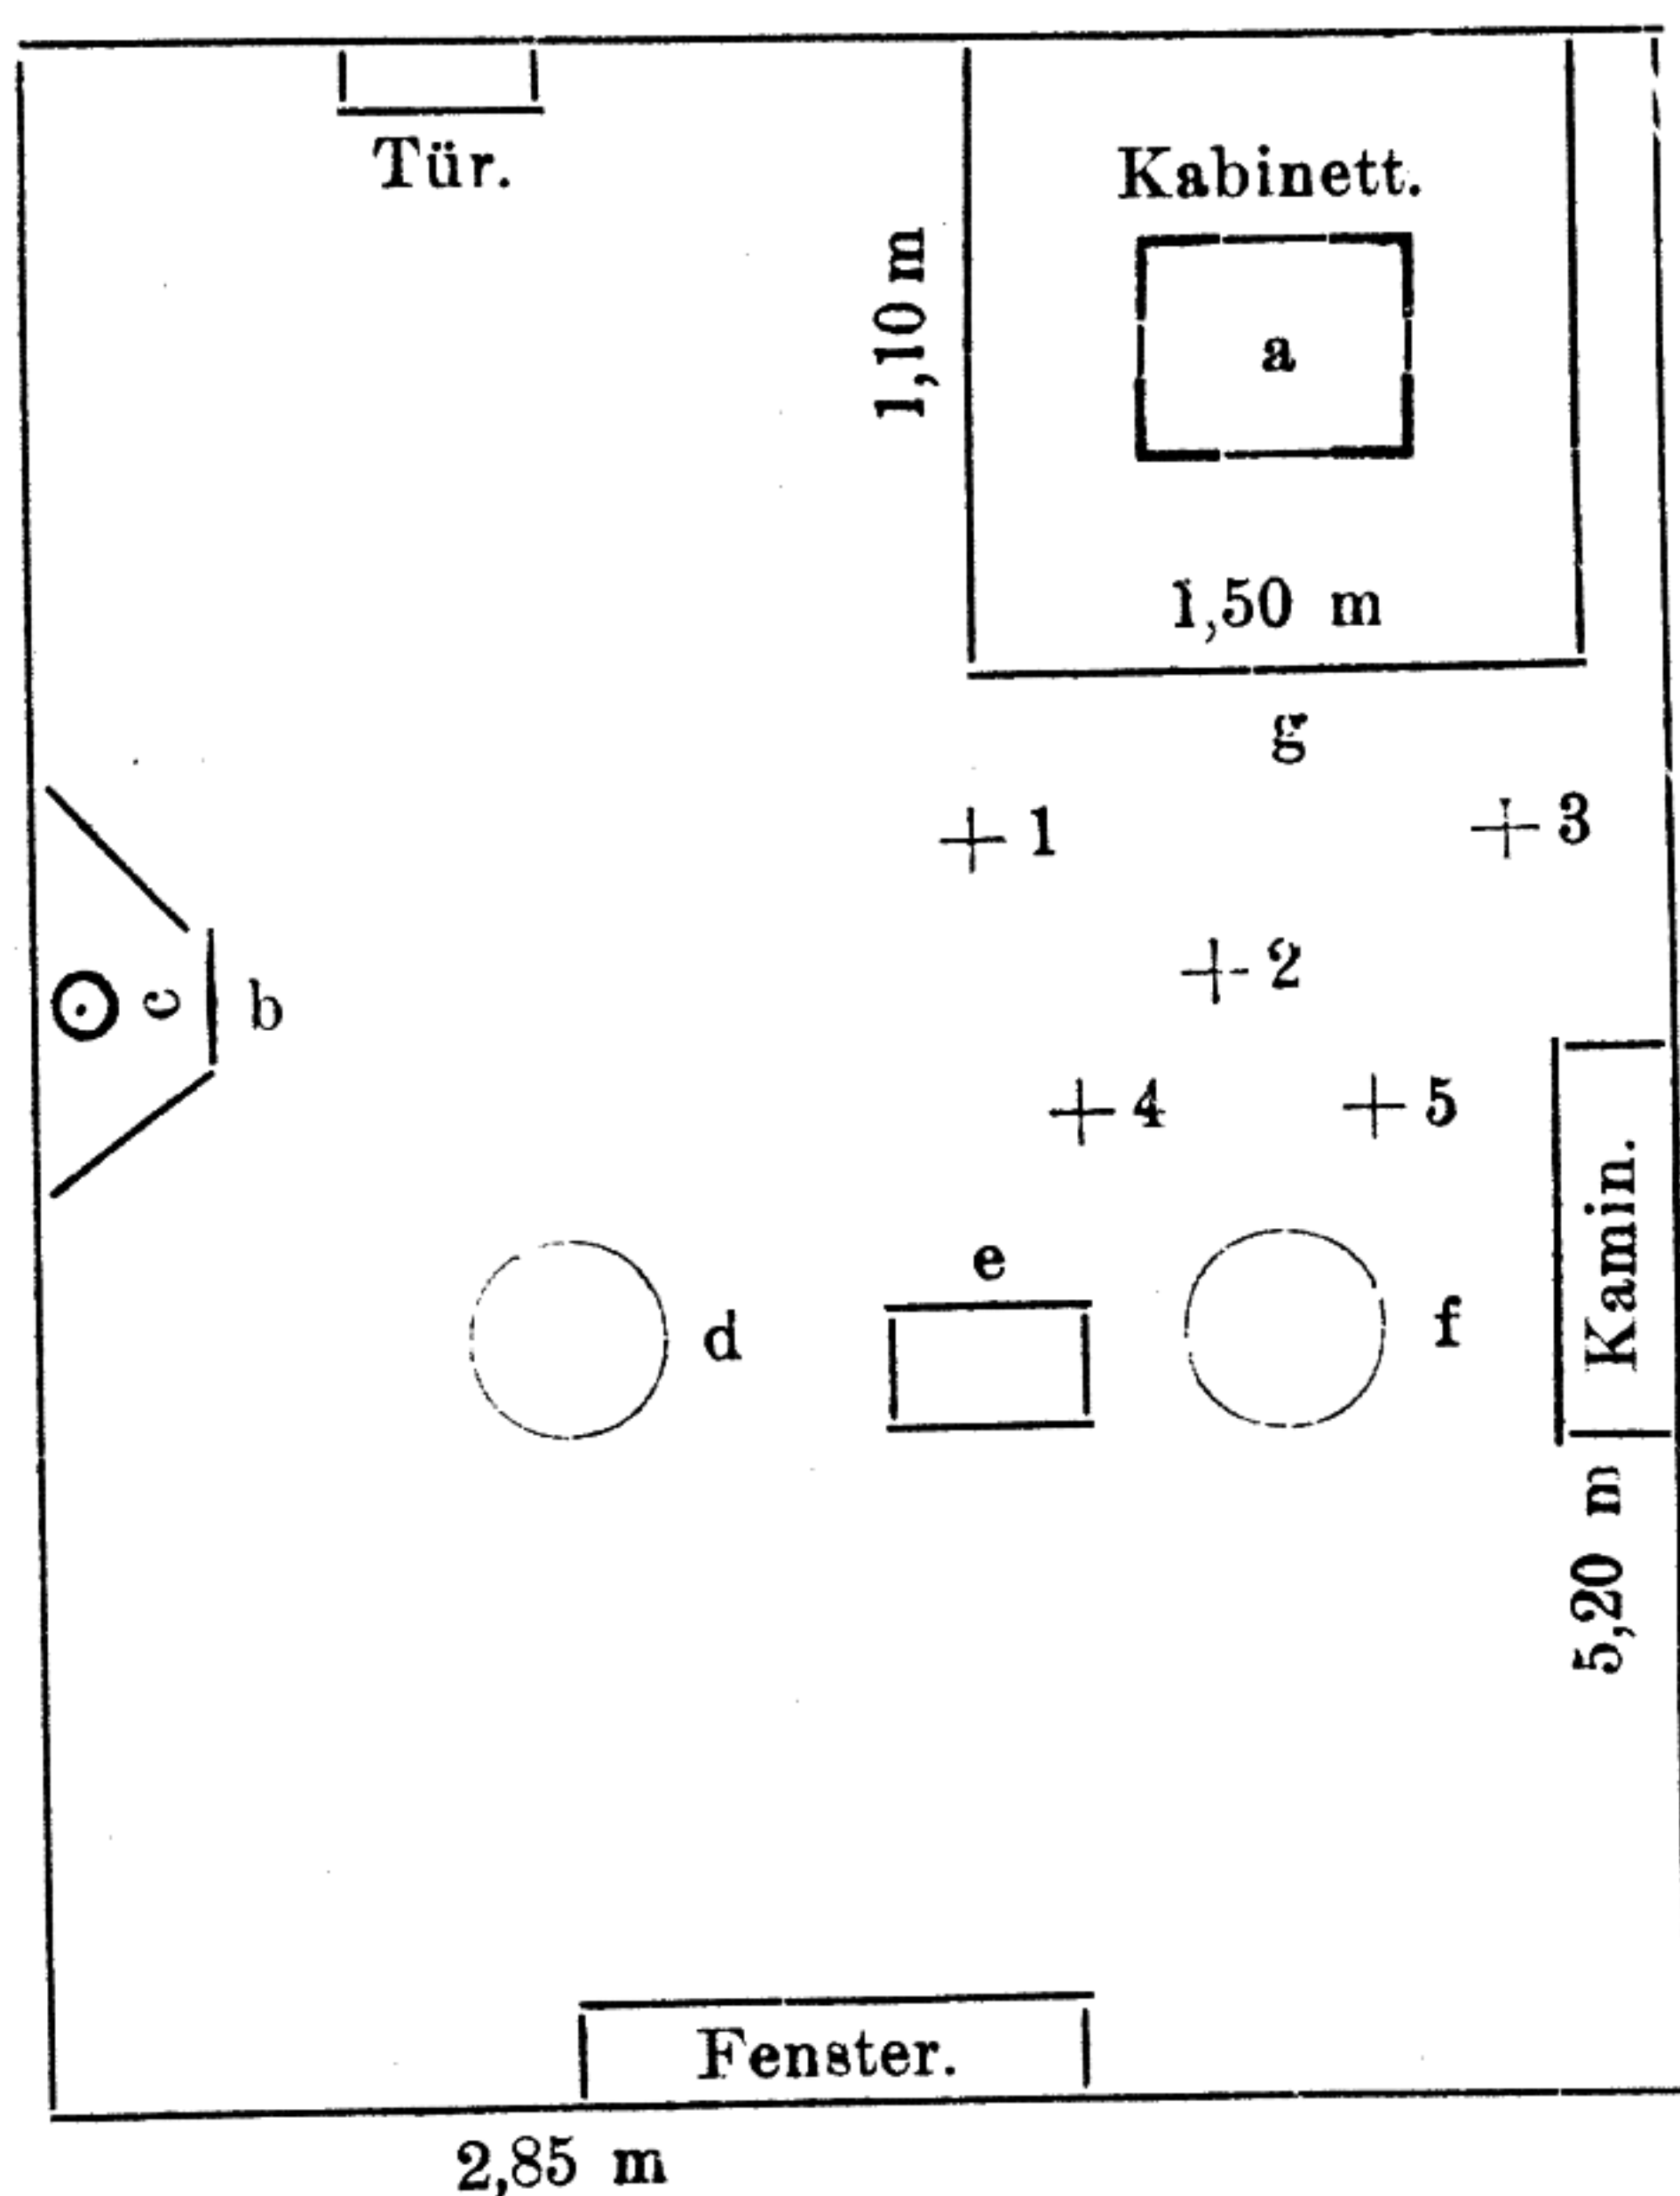 Tür.
Kabinett.
1,10 m
a
1,50 m
g
1
3
2
c
b
4
5
e
d
f
Kamin.
5,20 m
Fenster.
2,85 m